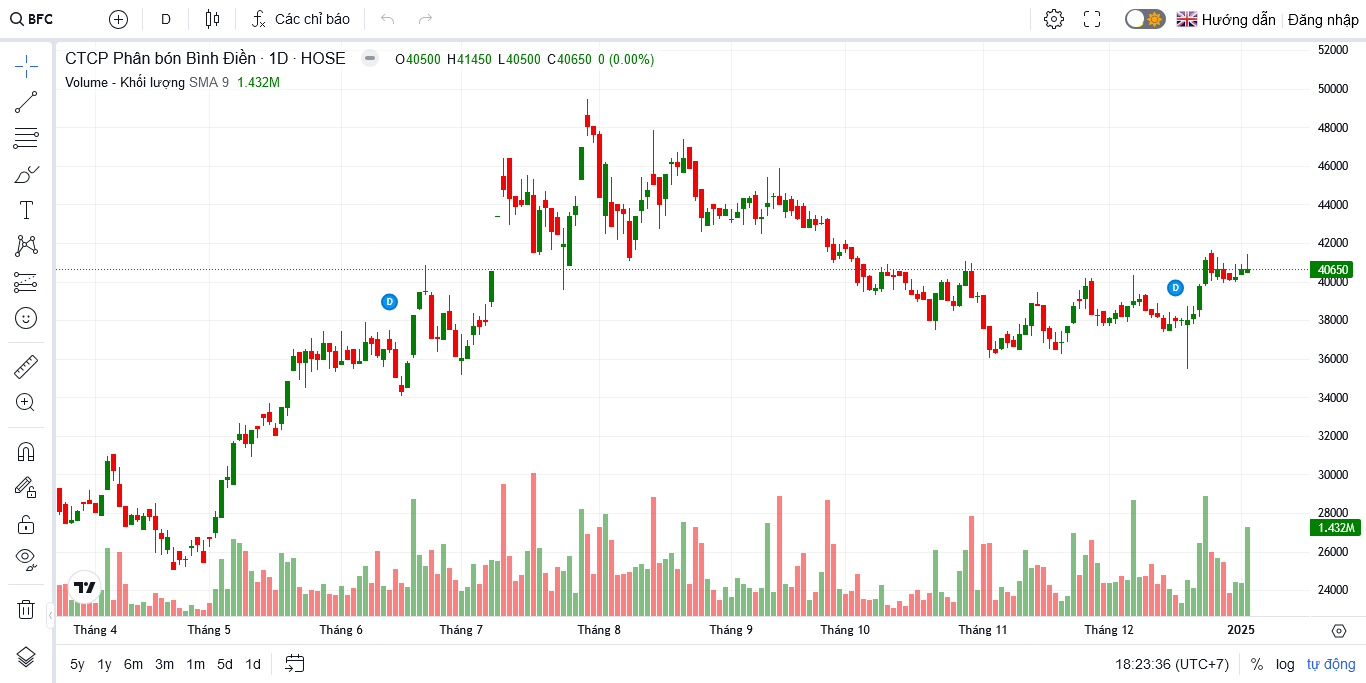 BFC D Các chỉ báo Hướng dẫn Đăng nhập
CTCP Phân bón Bình Điền · 1D · HOSE O40500 H41450 L40500 C40650 0 (0.00%)
Volume - Khối lượng SMA 9 1.432M
52000
50000
48000
46000
44000
42000
40650
40000
38000
36000
34000
32000
30000
28000
1.432M
26000
24000
D
D
Tháng 4 Tháng 5 Tháng 6 Tháng 7 Tháng 8 Tháng 9 Tháng 10 Tháng 11 Tháng 12 2025
5y 1y 6m 3m 1m 5d 1d 18:23:36 (UTC+7) % log tự động